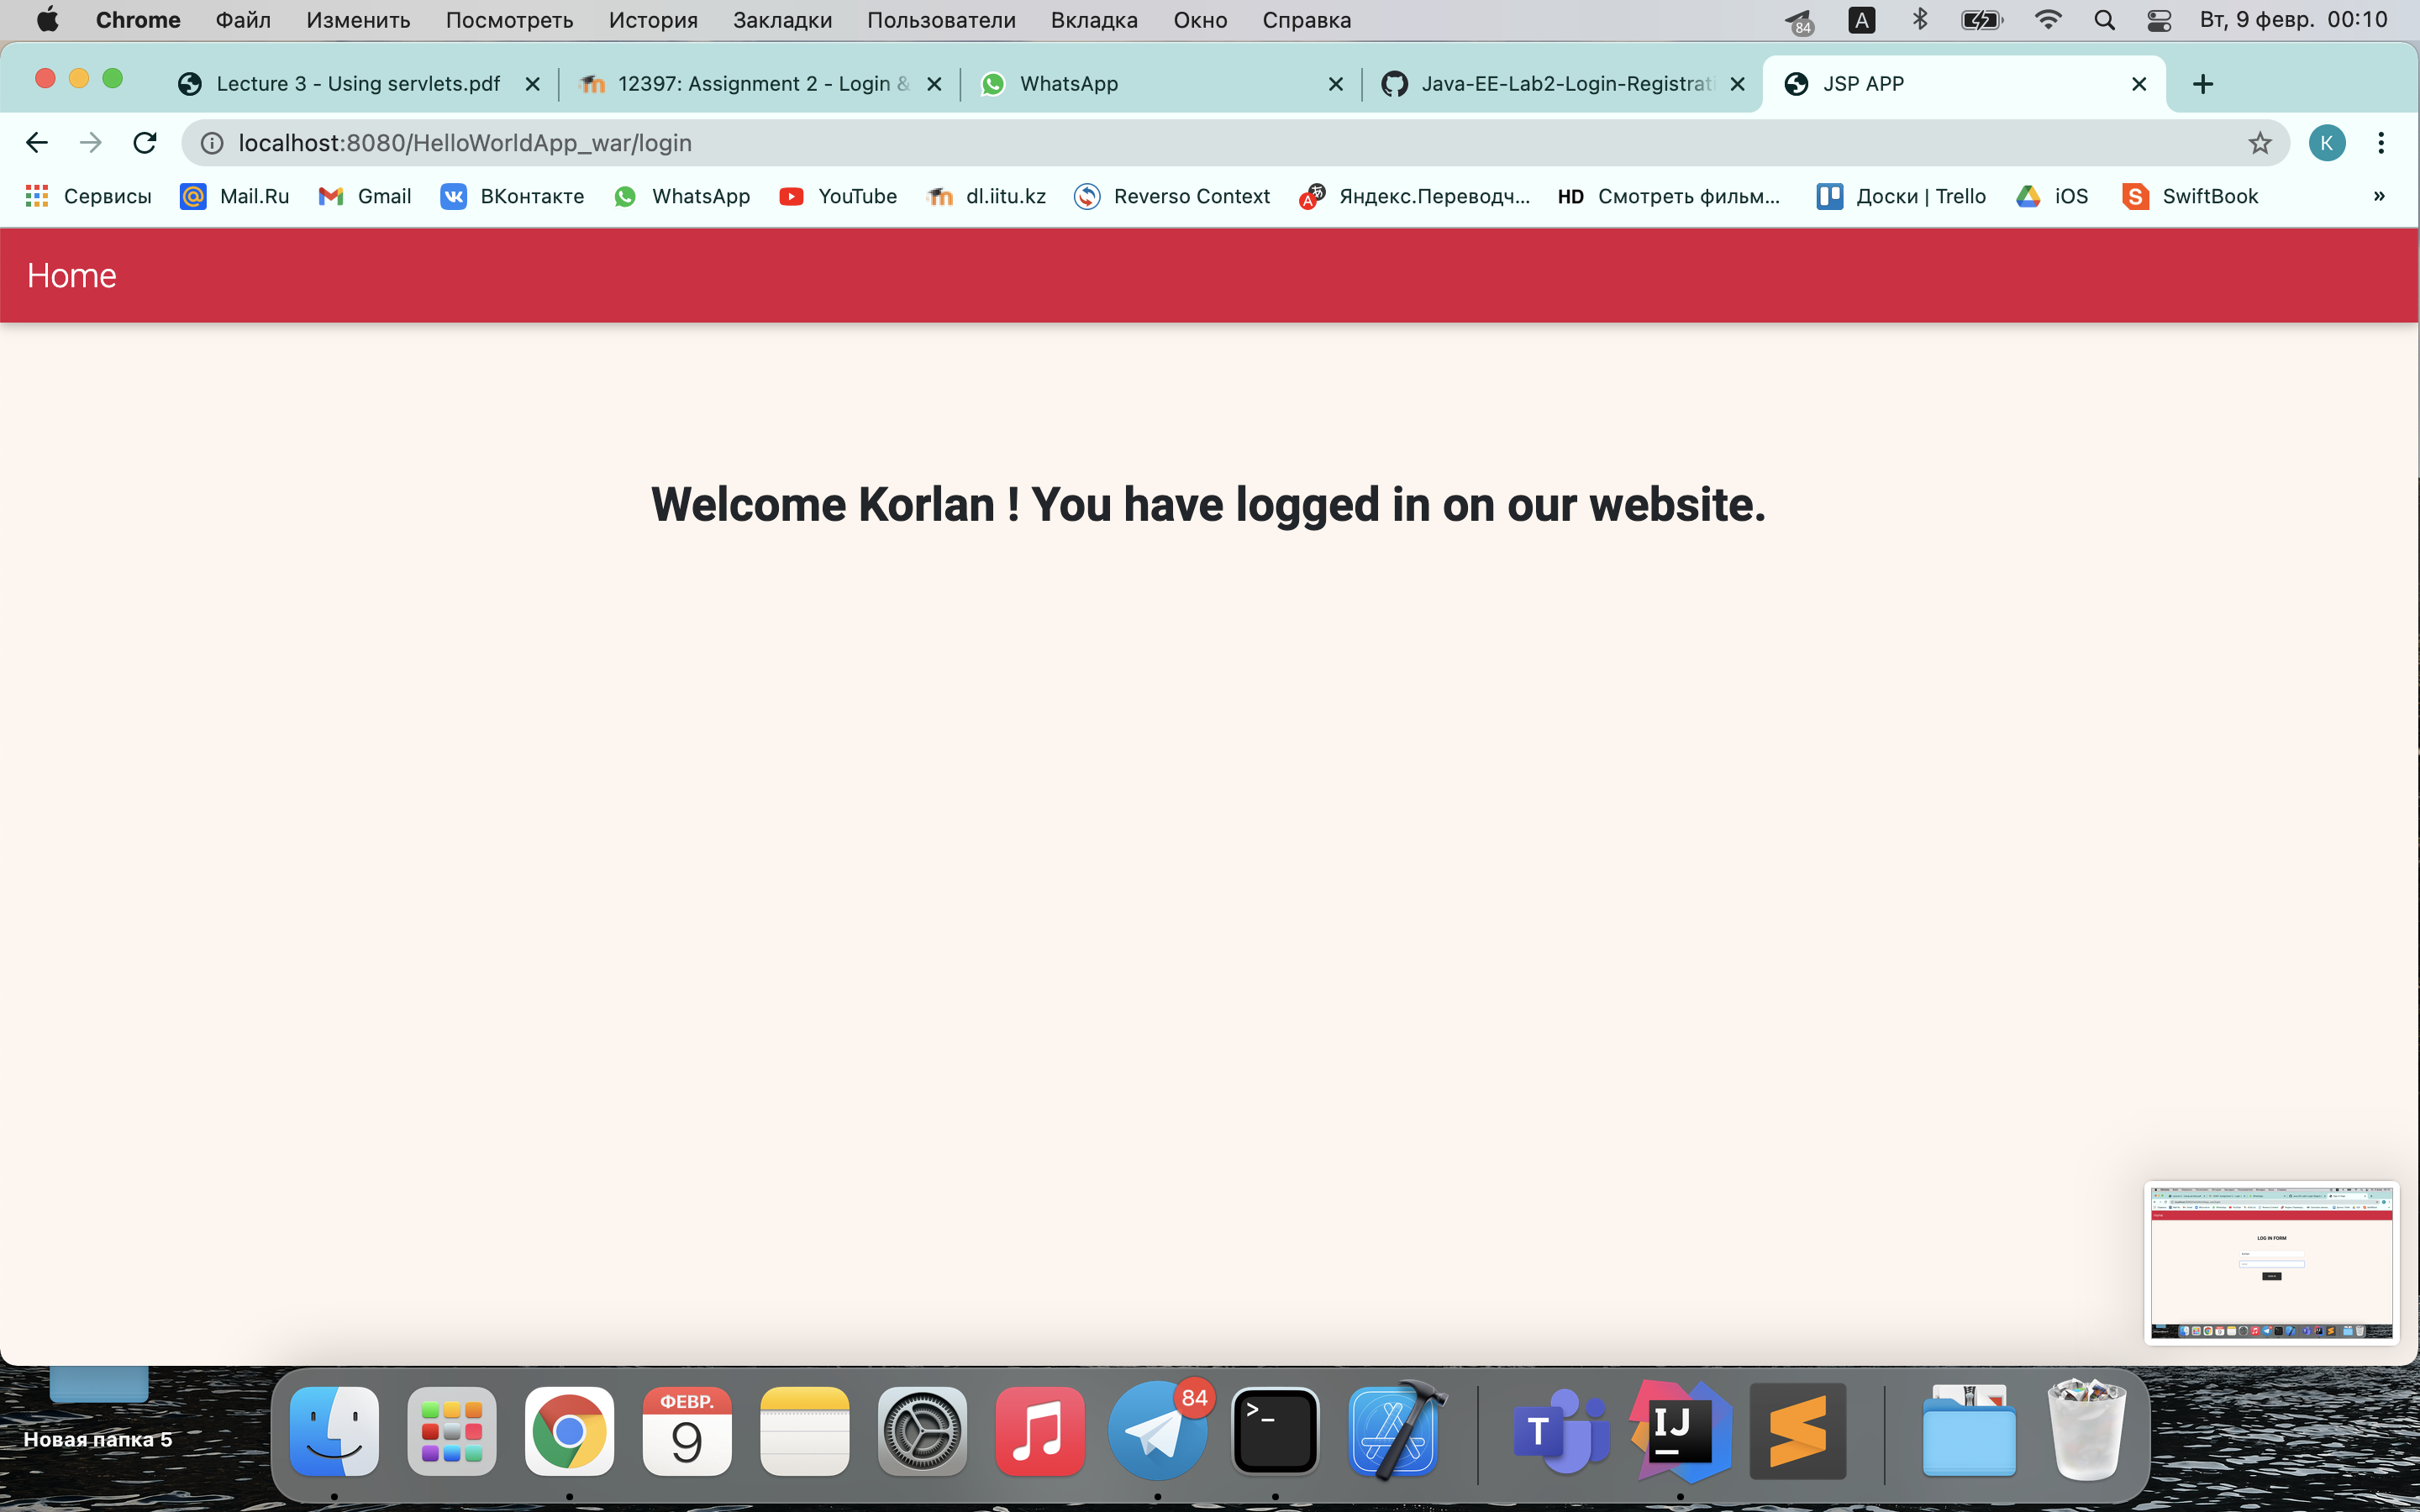 Chrome Файл Изменить Посмотреть История Закладки Пользователи Вкладка Окно Справка 84 A Вт, 9 февр. 00:10
Lecture 3 - Using servlets.pdf 12397: Assignment 2 - Login & WhatsApp Java-EE-Lab2-Login-Registrati JSP APP
localhost:8080/HelloWorldApp_war/login K
Сервисы Mail.Ru Gmail ВКонтакте WhatsApp YouTube dl.iitu.kz Reverso Context Яндекс.Переводч... HD Смотреть фильм... Доски | Trello iOS SwiftBook »
Home
Welcome Korlan ! You have logged in on our website.
LOG IN FORM
ФЕВР.
9
84
>_
T
IJ
Новая папка 5